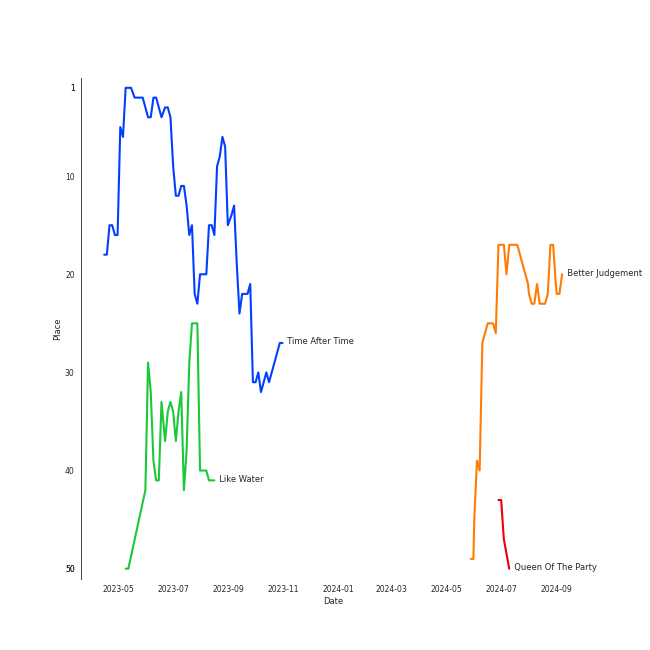 1
10
20
30
40
50
Place
Better Judgement
Time After Time
Like Water
Queen Of The Party
2023-05 2023-07 2023-09 2023-11 2024-01 2024-03 2024-05 2024-07 2024-09
Date